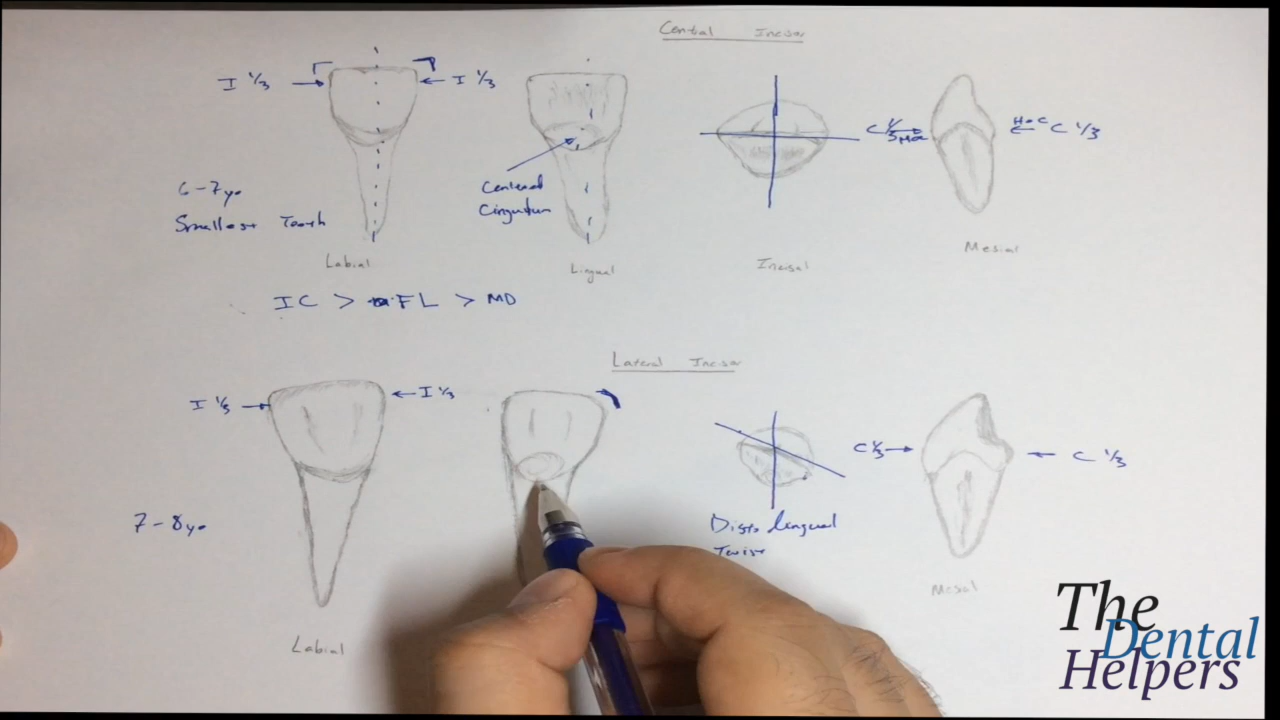 Central Incisor
I 1/3
I 1/3
6-7yo
Smallest Tooth
Labial
Centered
Cingulum
Lingual
Incisal
C 1/3 HOC
HOC C 1/3
Mesial
IC > FL > MD
Lateral Incisor
I 1/3
I 1/3
7-8yo
Labial
Disto lingual
Twist
C 1/3
C 1/3
Mesial
The
Dental
Helpers